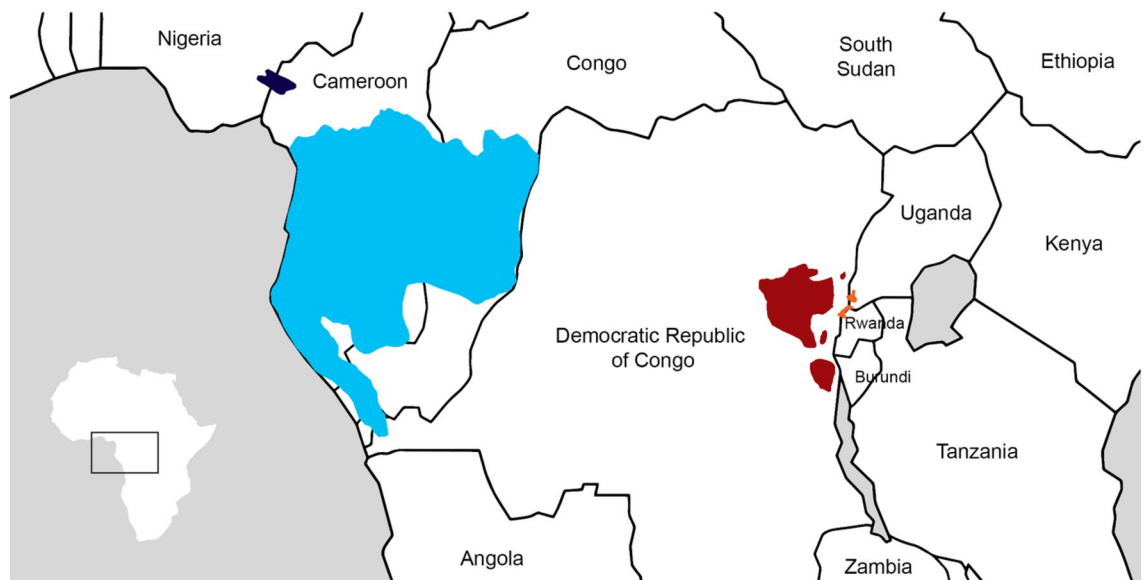 Nigeria
Cameroon
Congo
South
Sudan
Ethiopia
Uganda
Kenya
Democratic Republic
of Congo
Rwanda
Burundi
Tanzania
Angola
Zambia